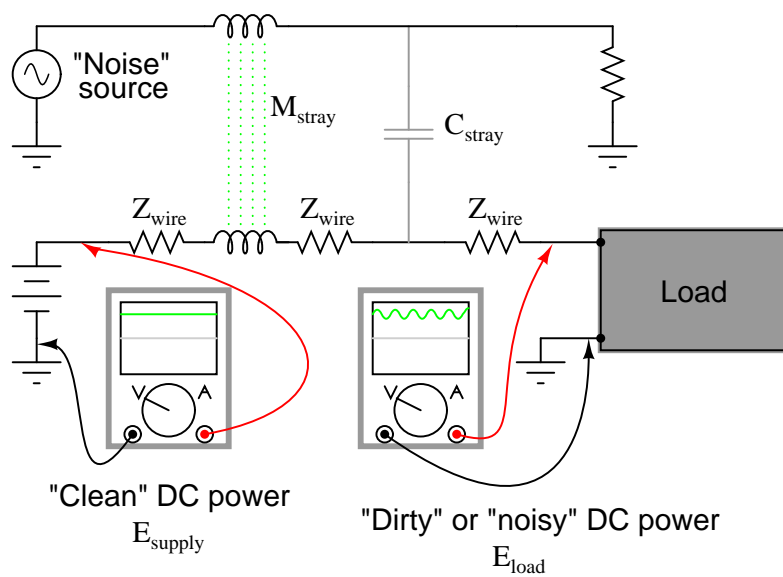 "Noise"
source
M_stray
C_stray
Z_wire
Z_wire
Z_wire
Load
V A
V A
"Clean" DC power
E_supply
"Dirty" or "noisy" DC power
E_load